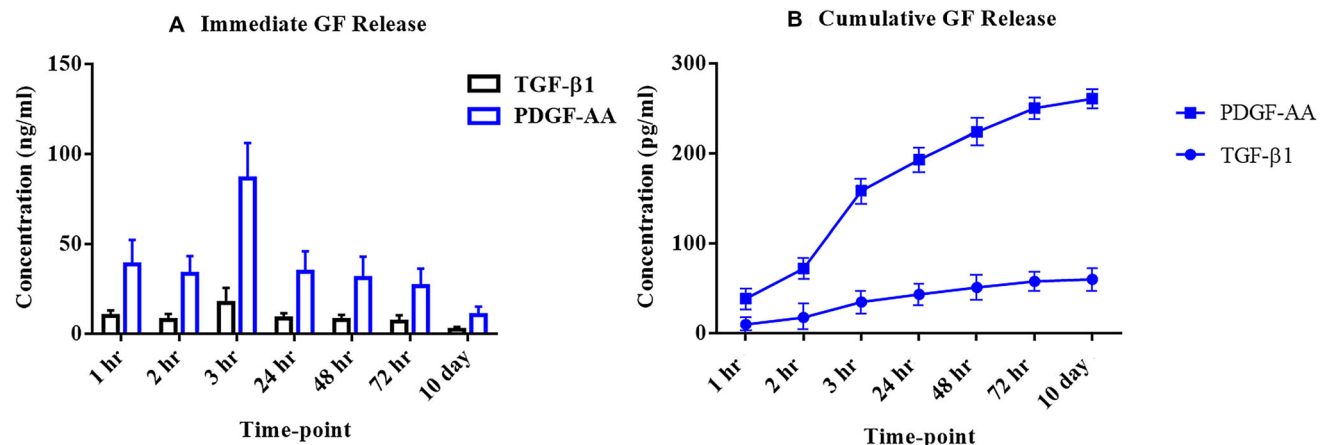 A Immediate GF Release
Concentration (ng/ml)
150
100
50
0
TGF-β1
PDGF-AA
1 hr
2 hr
3 hr
24 hr
48 hr
72 hr
10 day
Time-point
B Cumulative GF Release
Concentration (pg/ml)
300
200
100
0
PDGF-AA
TGF-β1
1 hr
2 hr
3 hr
24 hr
48 hr
72 hr
10 day
Time-point